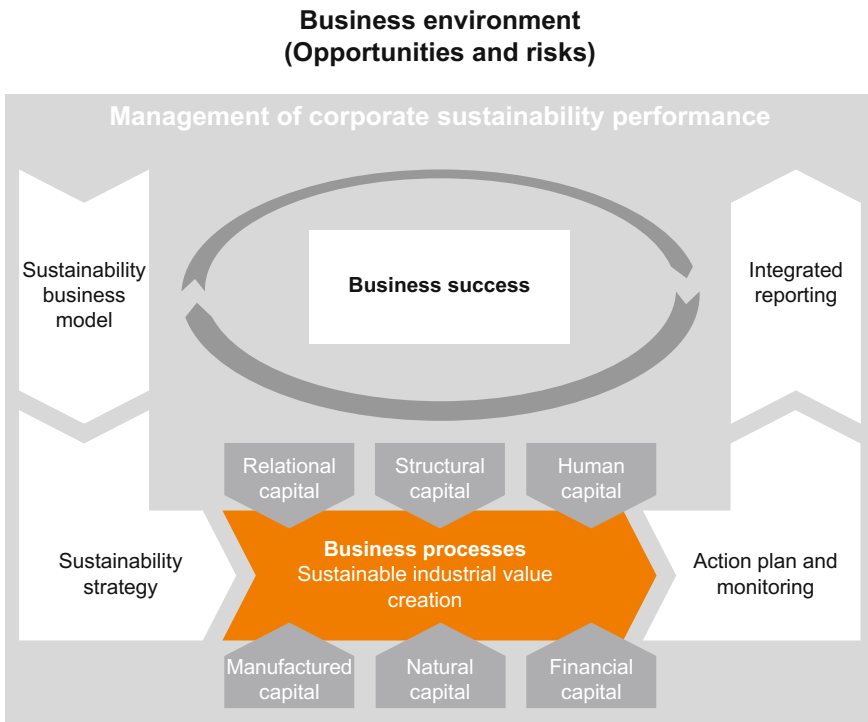 Business environment
(Opportunities and risks)
Management of corporate sustainability performance
Sustainability
business
model
Business success
Integrated
reporting
Relational
capital
Structural
capital
Human
capital
Sustainability
strategy
Business processes
Sustainable industrial value
creation
Action plan and
monitoring
Manufactured
capital
Natural
capital
Financial
capital